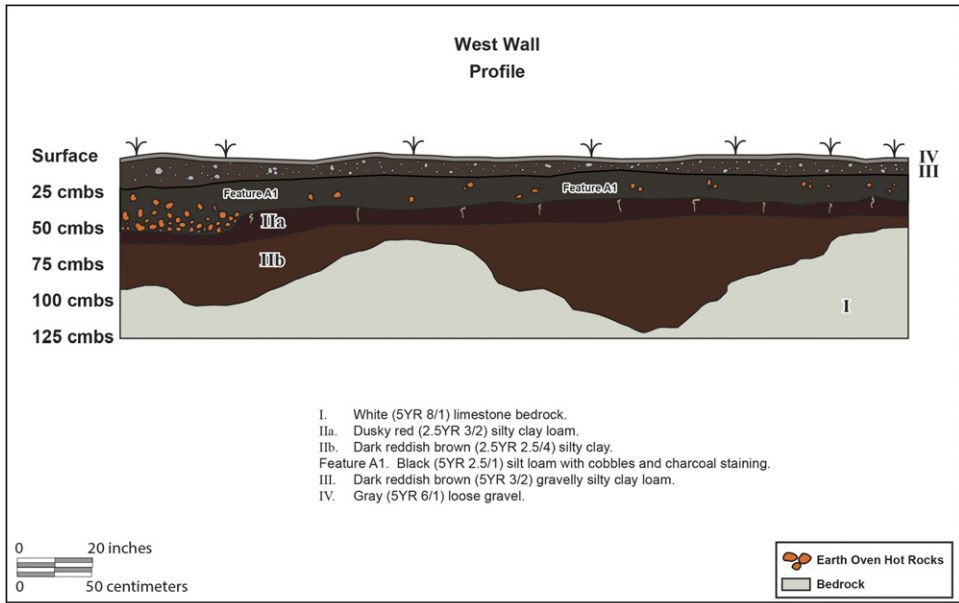 West Wall
Profile
Surface
25 cmbs
50 cmbs
75 cmbs
100 cmbs
125 cmbs
Feature A1
Feature A1
IIa
IIb
I
IV
III
I. White (5YR 8/1) limestone bedrock.
IIa. Dusky red (2.5YR 3/2) silty clay loam.
IIb. Dark reddish brown (2.5YR 2.5/4) silty clay.
Feature A1. Black (5YR 2.5/1) silt loam with cobbles and charcoal staining.
III. Dark reddish brown (5YR 3/2) gravelly silty clay loam.
IV. Gray (5YR 6/1) loose gravel.
0 20 inches
0 50 centimeters
Earth Oven Hot Rocks
Bedrock